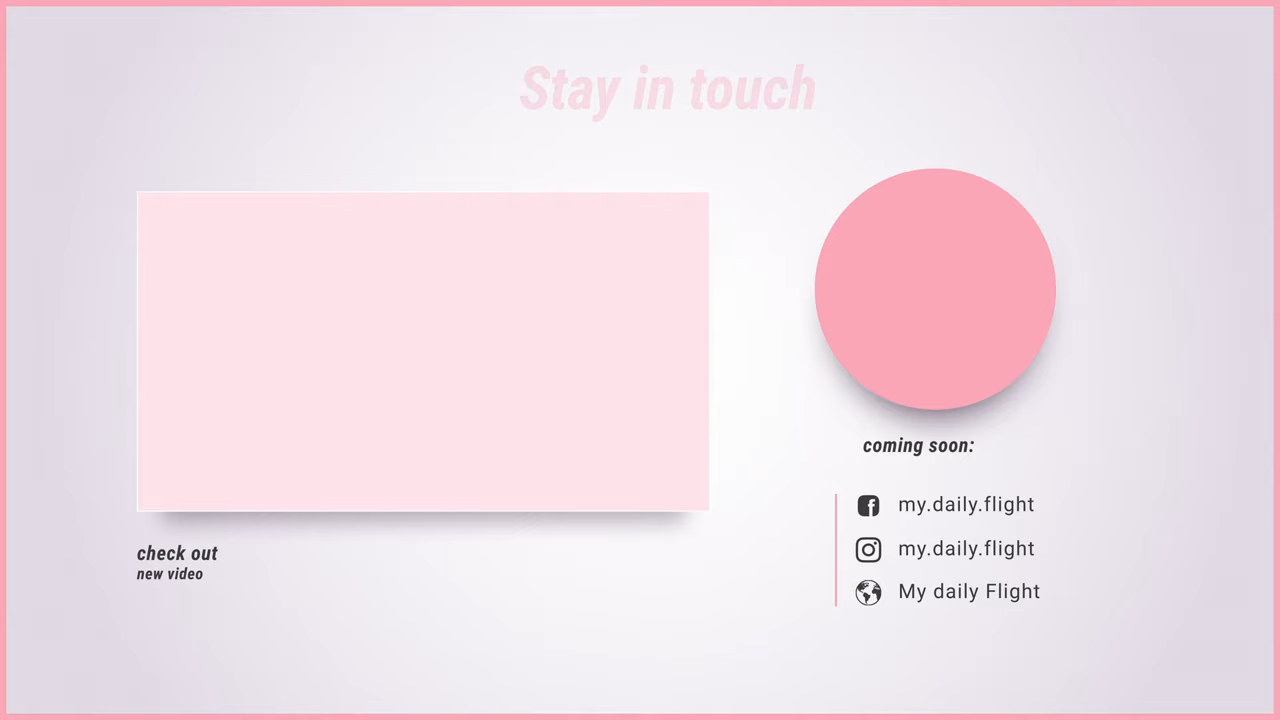 Stay in touch
check out
new video
coming soon:
my.daily.flight
my.daily.flight
My daily Flight